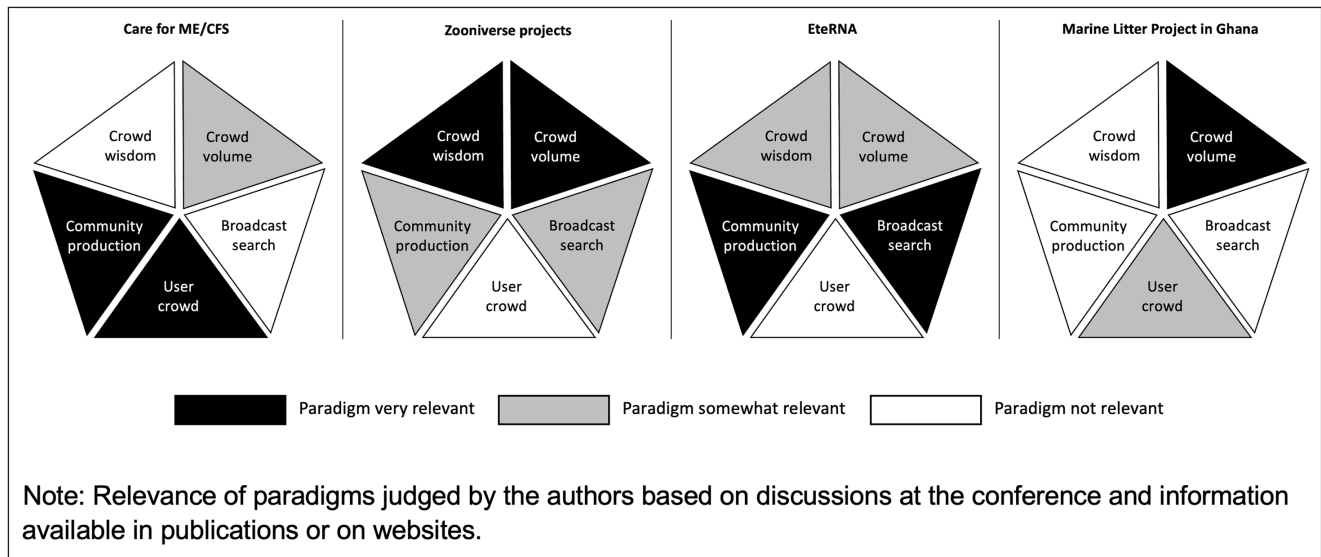 Care for ME/CFS
Crowd
wisdom
Crowd
volume
Community
production
Broadcast
search
User
crowd
Zooniverse projects
Crowd
wisdom
Crowd
volume
Community
production
Broadcast
search
User
crowd
EteRNA
Crowd
wisdom
Crowd
volume
Community
production
Broadcast
search
User
crowd
Marine Litter Project in Ghana
Crowd
wisdom
Crowd
volume
Community
production
Broadcast
search
User
crowd
Paradigm very relevant
Paradigm somewhat relevant
Paradigm not relevant
Note: Relevance of paradigms judged by the authors based on discussions at the conference and information
available in publications or on websites.